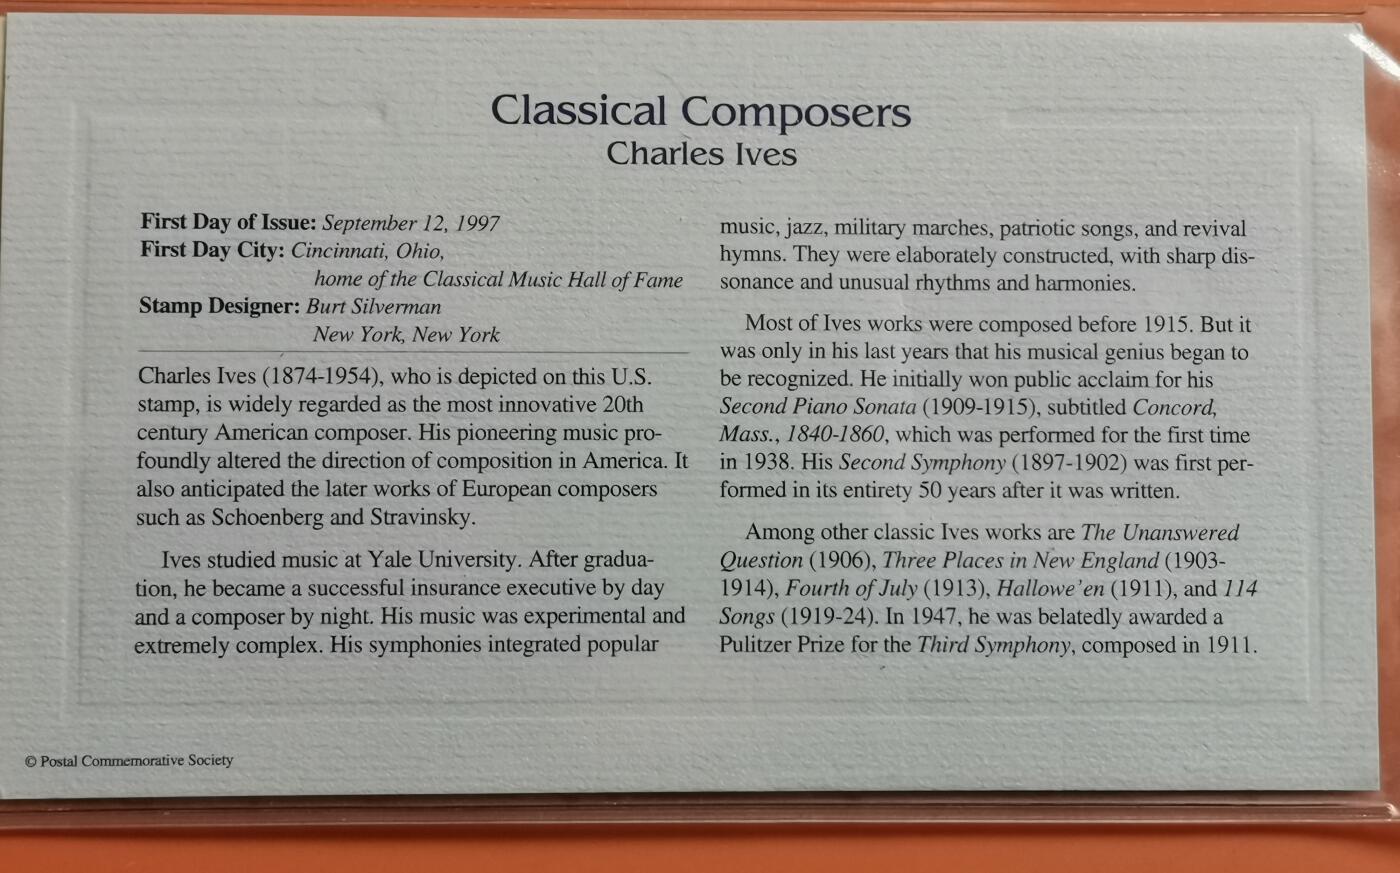 Classical Composers
Charles Ives
First Day of Issue: September 12, 1997
First Day City: Cincinnati, Ohio,
home of the Classical Music Hall of Fame
Stamp Designer: Burt Silverman
New York, New York
Charles Ives (1874-1954), who is depicted on this U.S.
stamp, is widely regarded as the most innovative 20th
century American composer. His pioneering music pro-
foundly altered the direction of composition in America. It
also anticipated the later works of European composers
such as Schoenberg and Stravinsky.
Ives studied music at Yale University. After gradua-
tion, he became a successful insurance executive by day
and a composer by night. His music was experimental and
extremely complex. His symphonies integrated popular
music, jazz, military marches, patriotic songs, and revival
hymns. They were elaborately constructed, with sharp dis-
sonance and unusual rhythms and harmonies.
Most of Ives works were composed before 1915. But it
was only in his last years that his musical genius began to
be recognized. He initially won public acclaim for his
Second Piano Sonata (1909-1915), subtitled Concord,
Mass., 1840-1860, which was performed for the first time
in 1938. His Second Symphony (1897-1902) was first per-
formed in its entirety 50 years after it was written.
Among other classic Ives works are The Unanswered
Question (1906), Three Places in New England (1903-
1914), Fourth of July (1913), Hallowe'en (1911), and 114
Songs (1919-24). In 1947, he was belatedly awarded a
Pulitzer Prize for the Third Symphony, composed in 1911.
© Postal Commemorative Society